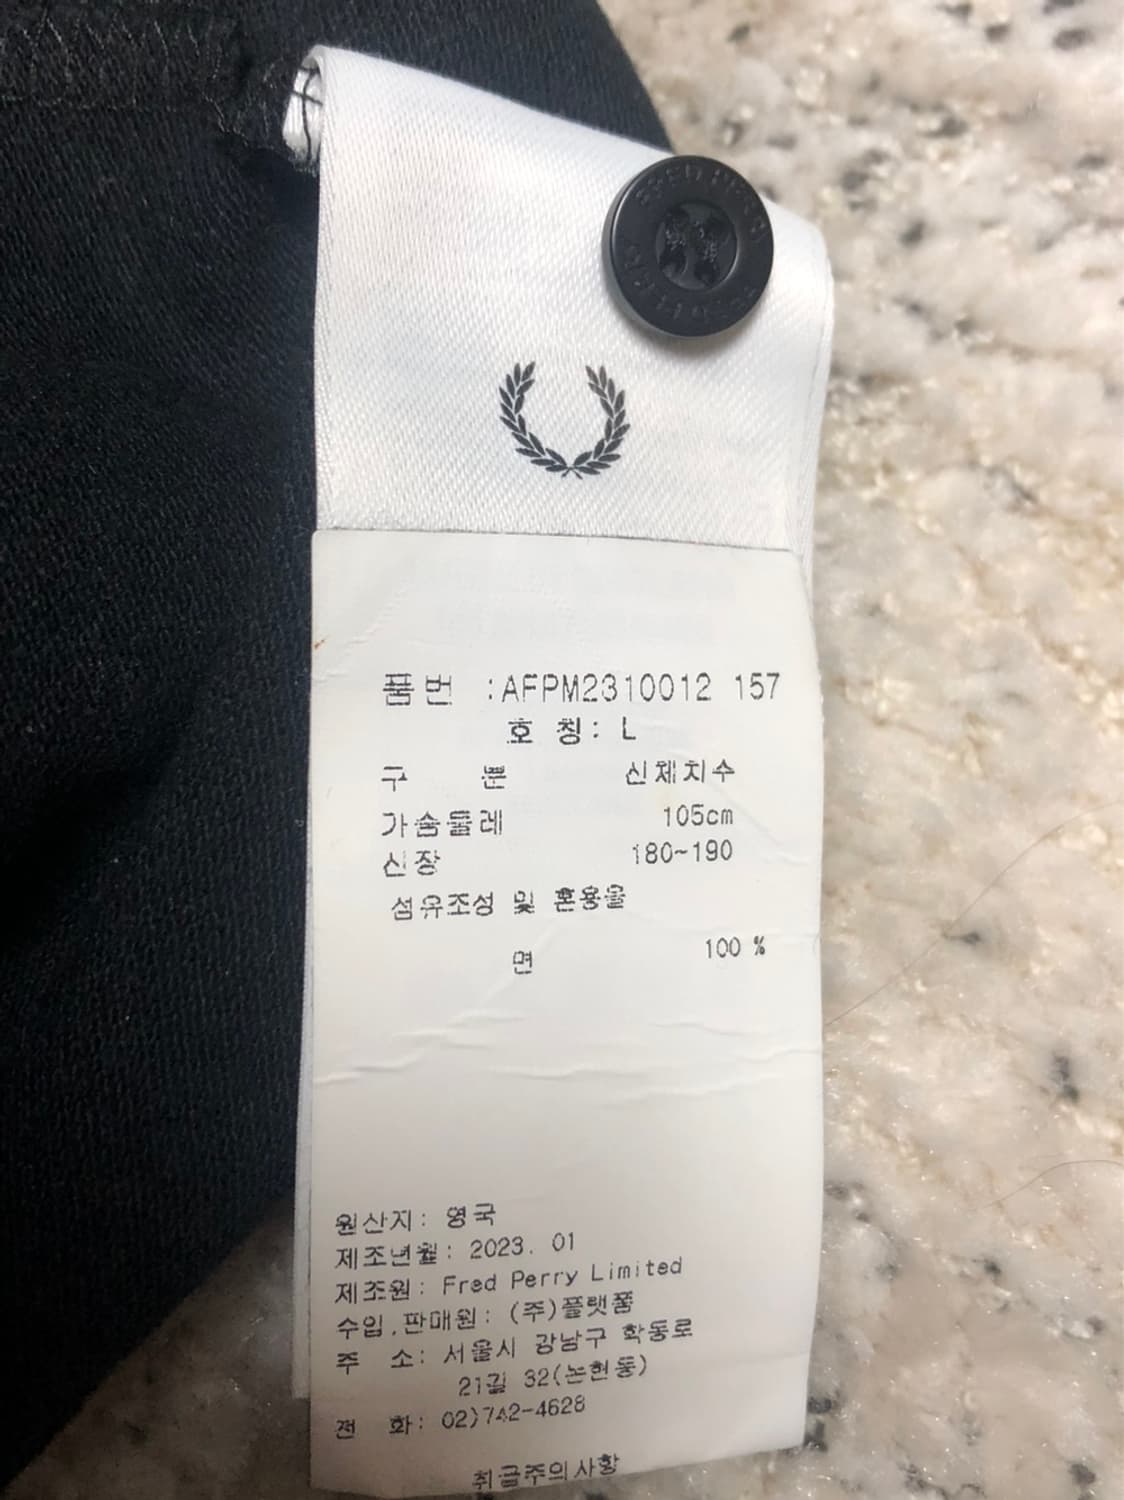 FRED PERRY
품번 :AFPM2310012 157
호 칭: L
구 분 신체치수
가슴둘레 105cm
신장 180~190
섬유조성 및 혼용율
면 100 %
원산지: 영국
제조년월: 2023. 01
제조원: Fred Perry Limited
수입,판매원: (주)플랫폼
주 소: 서울시 강남구 학동로
21길 32(논현동)
전 화: 02)742-4628
취급주의사항